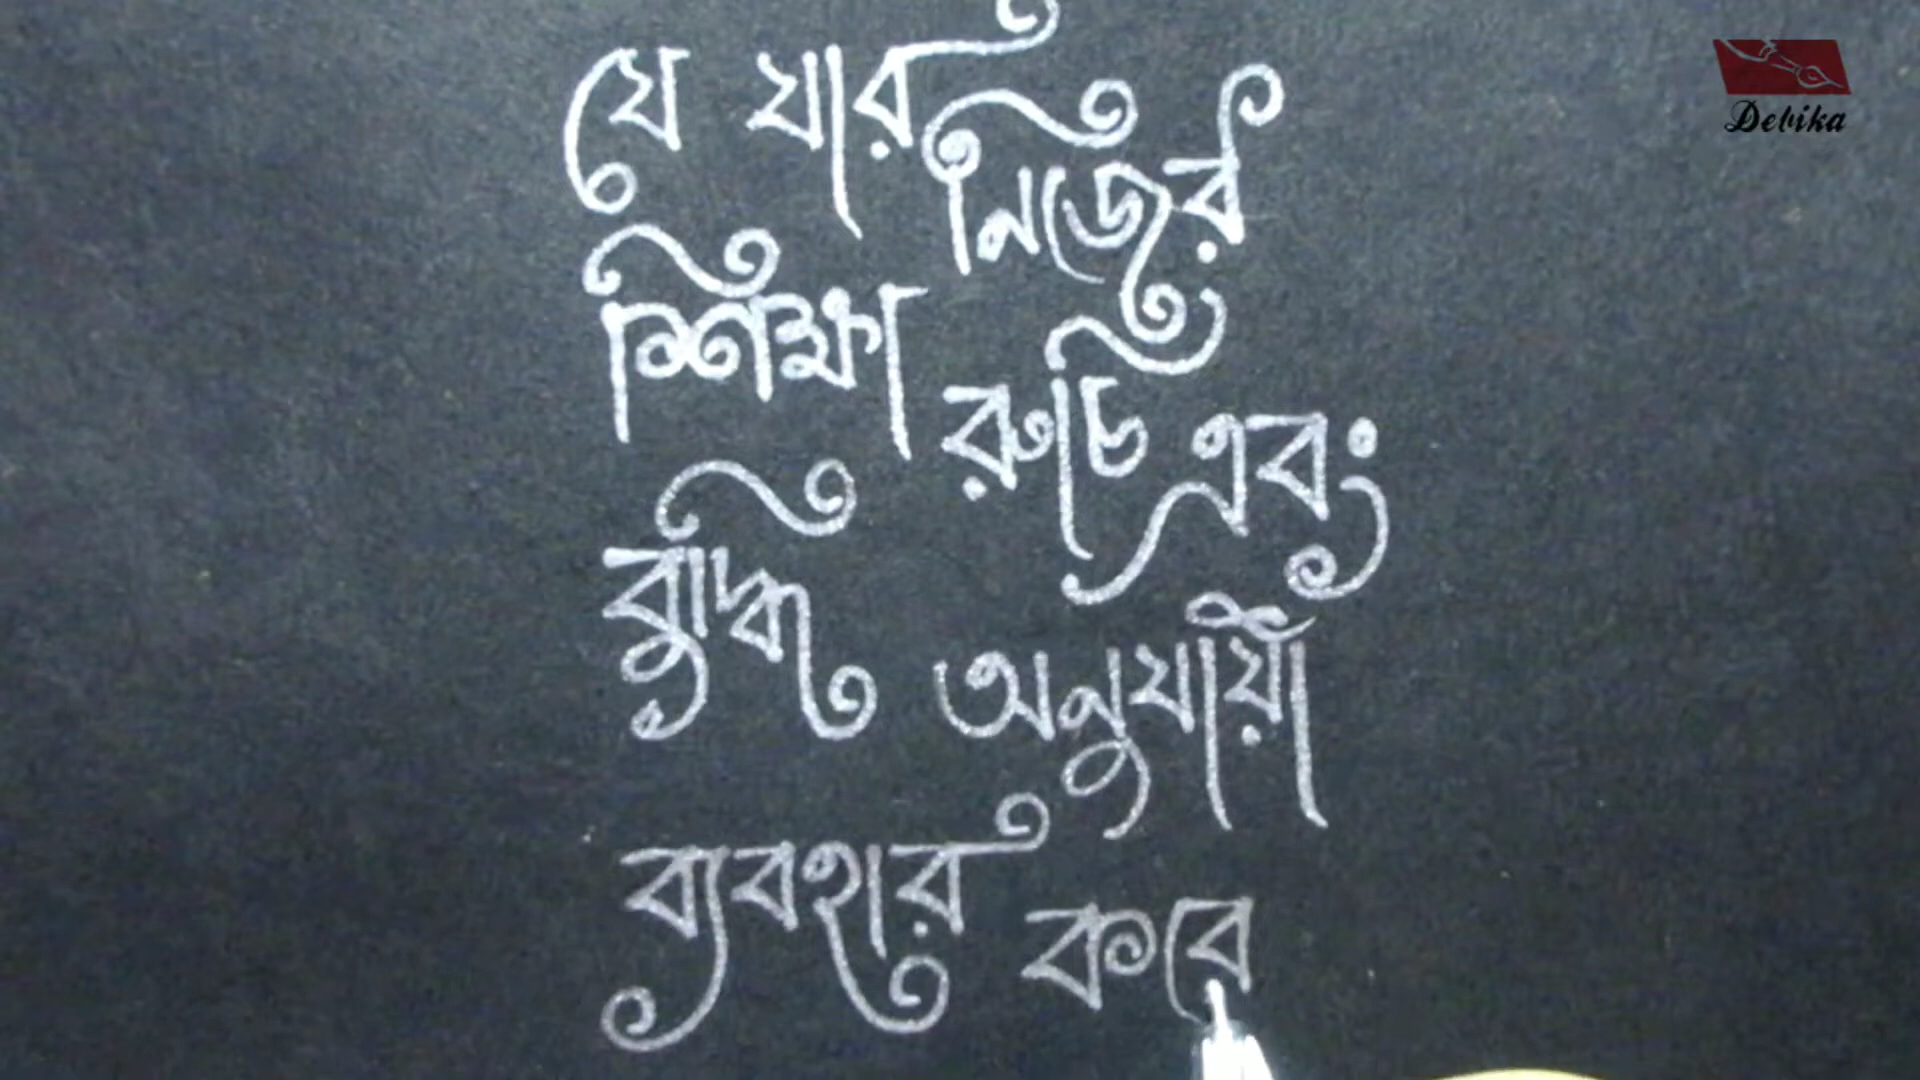 যে যার
নিজের
শিক্ষা
রুচি এবং
বুদ্ধি
অনুযায়ী
ব্যবহার
করে
Debika